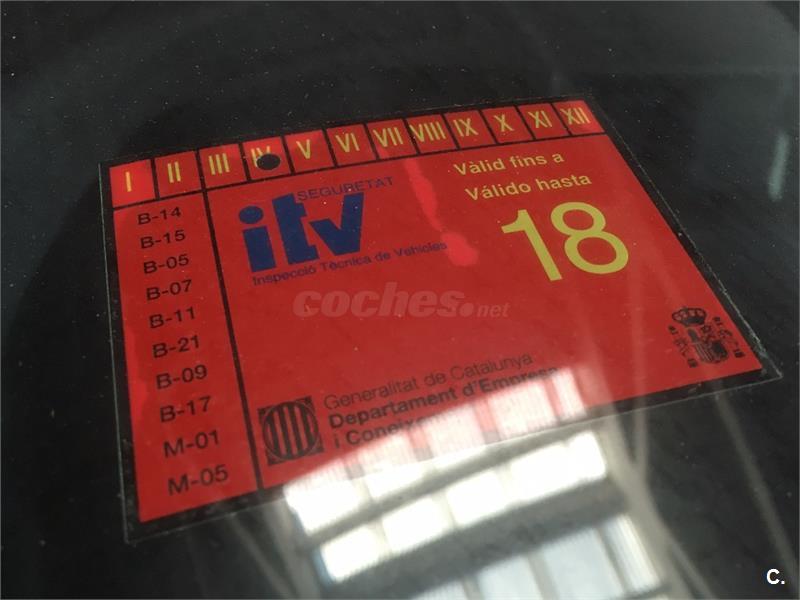 I II III IV V VI VII VIII IX X XI XII
B-14
B-15
B-05
B-07
B-11
B-21
B-09
B-17
M-01
M-05
SEGURETAT
itv
Inspecció Tècnica de Vehicles
Vàlid fins a
Válido hasta
18
coches.net
Generalitat de Catalunya
Departament d'Empresa
i
C.